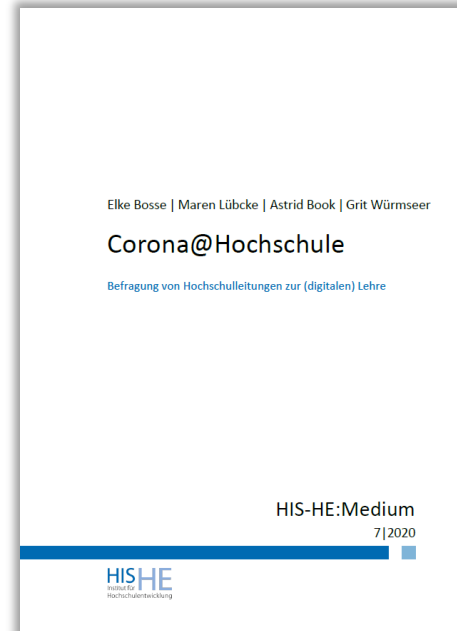 Elke Bosse | Maren Lübcke | Astrid Book | Grit Würmseer
Corona@Hochschule
Befragung von Hochschulleitungen zur (digitalen) Lehre
HIS-HE:Medium
7|2020
HIS HE
Institut für
Hochschulentwicklung